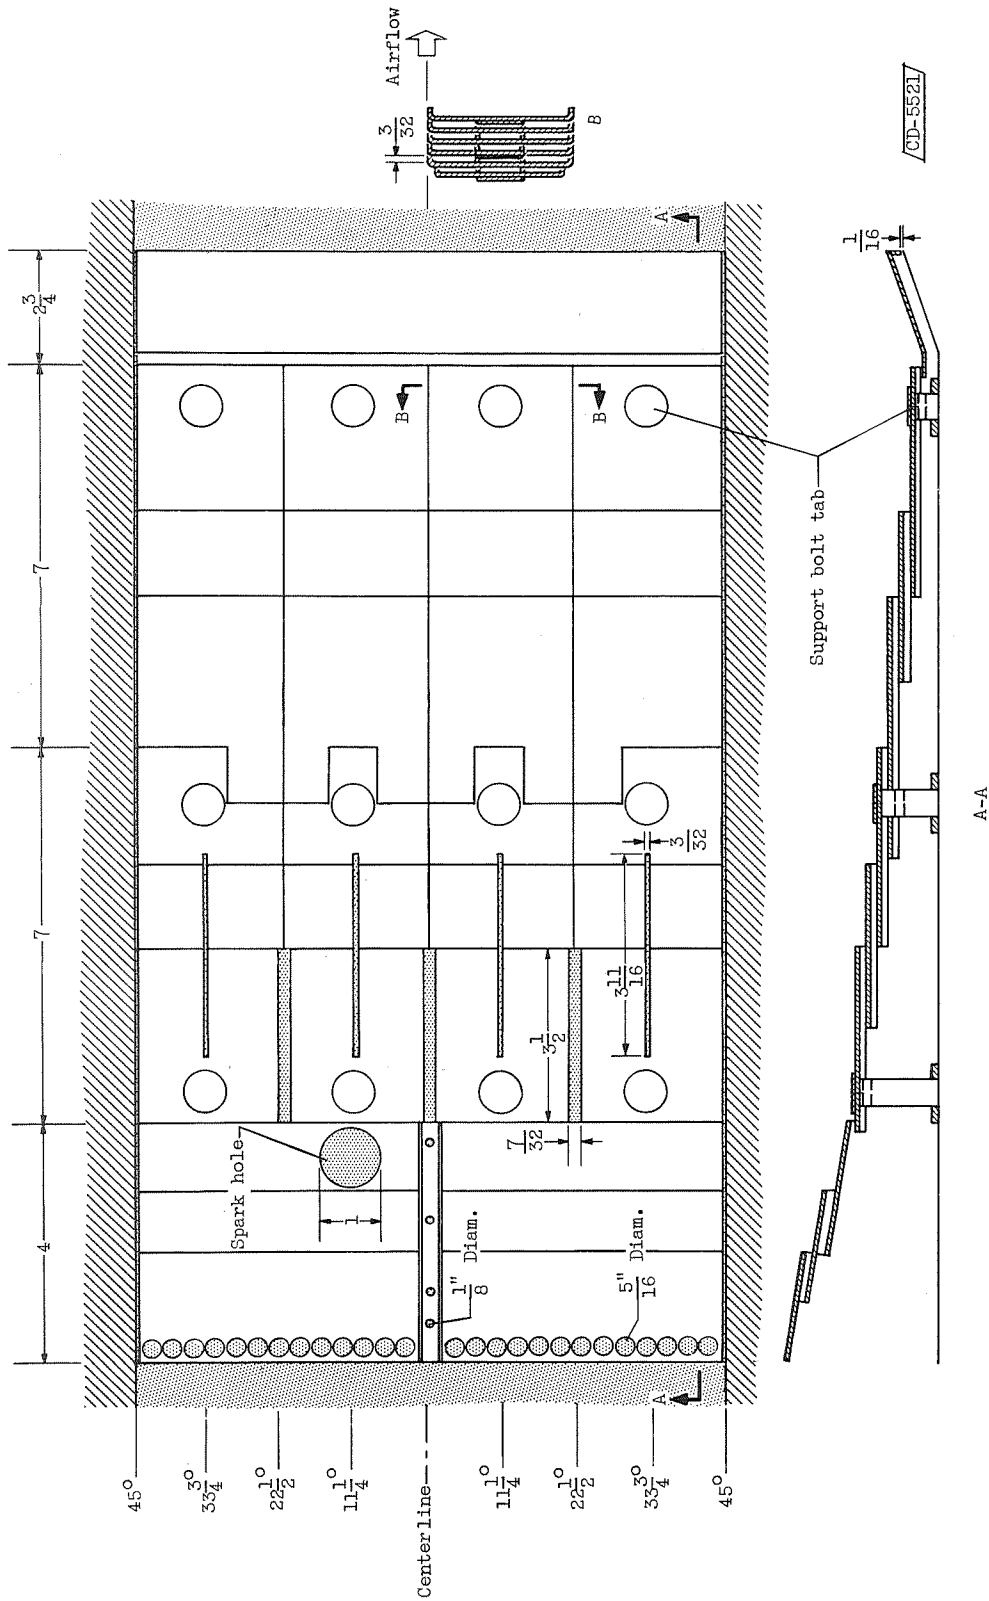 4
7
7
2 3/4
45°
33 3/4°
22 1/2°
11 1/4°
Centerline
11 1/4°
22 1/2°
33 3/4°
45°
Spark hole
1
1/8" Diam.
5/16" Diam.
7/32
3 1/2
3 11/16
3/32
A
A
B
B
Support bolt tab
3/32
Airflow
B
1/16
A-A
CD-5521